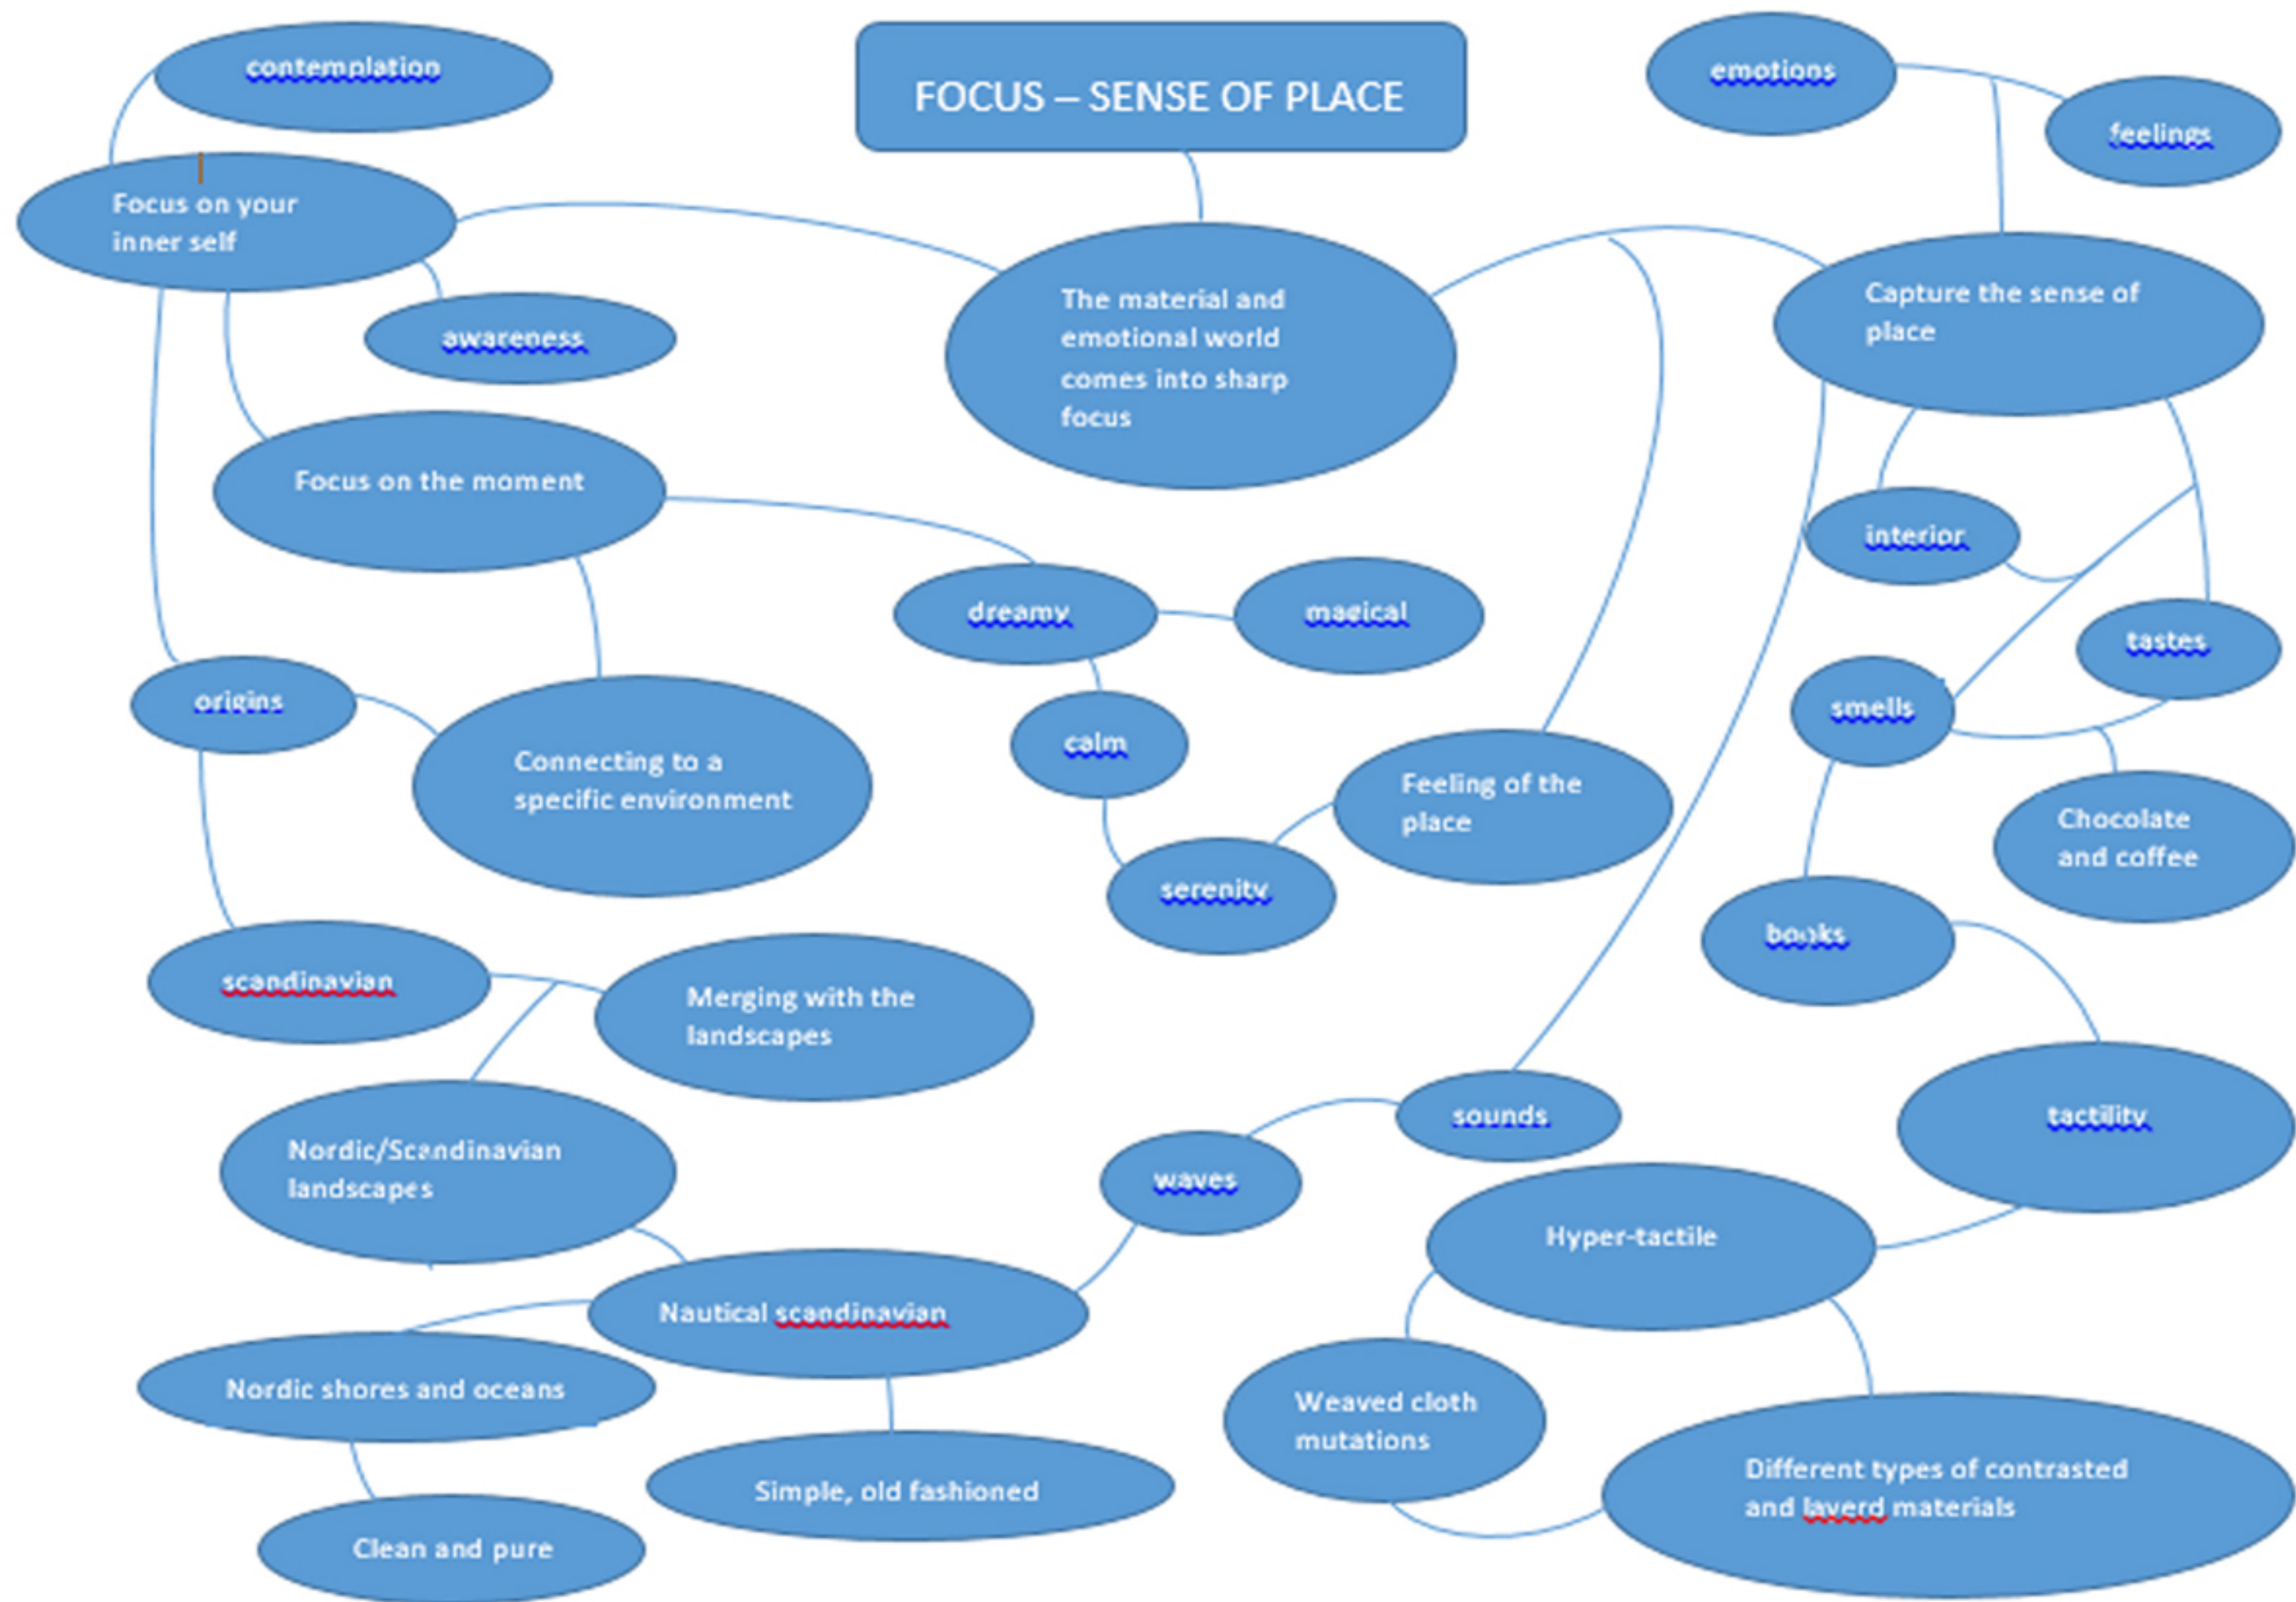 contemplation
FOCUS – SENSE OF PLACE
emotions
feelings
Focus on your
inner self
awareness
The material and
emotional world
comes into sharp
focus
Capture the sense of
place
Focus on the moment
interior
dreamy
magical
tastes
origins
smells
calm
Connecting to a
specific environment
Feeling of the
place
Chocolate
and coffee
serenity
books
scandinavian
Merging with the
landscapes
sounds
tactility
Nordic/Scandinavian
landscapes
waves
Hyper-tactile
Nautical scandinavian
Nordic shores and oceans
Weaved cloth
mutations
Simple, old fashioned
Different types of contrasted
and layerd materials
Clean and pure